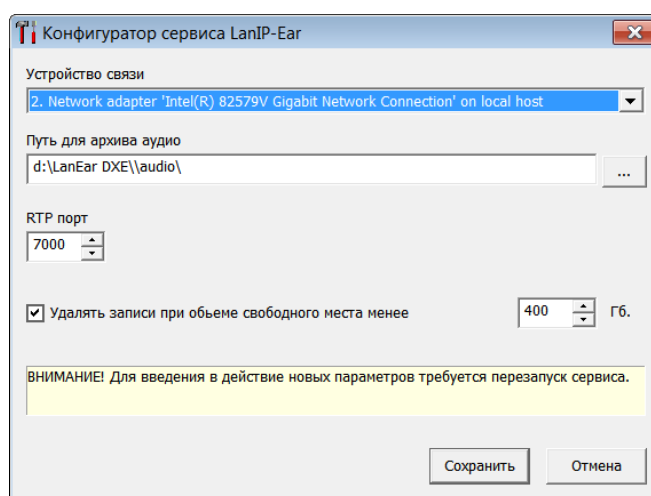 Конфигуратор сервиса LanIP-Ear
Устройство связи
2. Network adapter 'Intel(R) 82579V Gigabit Network Connection' on local host
Путь для архива аудио
d:\LanEar DXE\\audio\
...
RTP порт
7000
Удалять записи при обьеме свободного места менее 400 Гб.
ВНИМАНИЕ! Для введения в действие новых параметров требуется перезапуск сервиса.
Сохранить Отмена